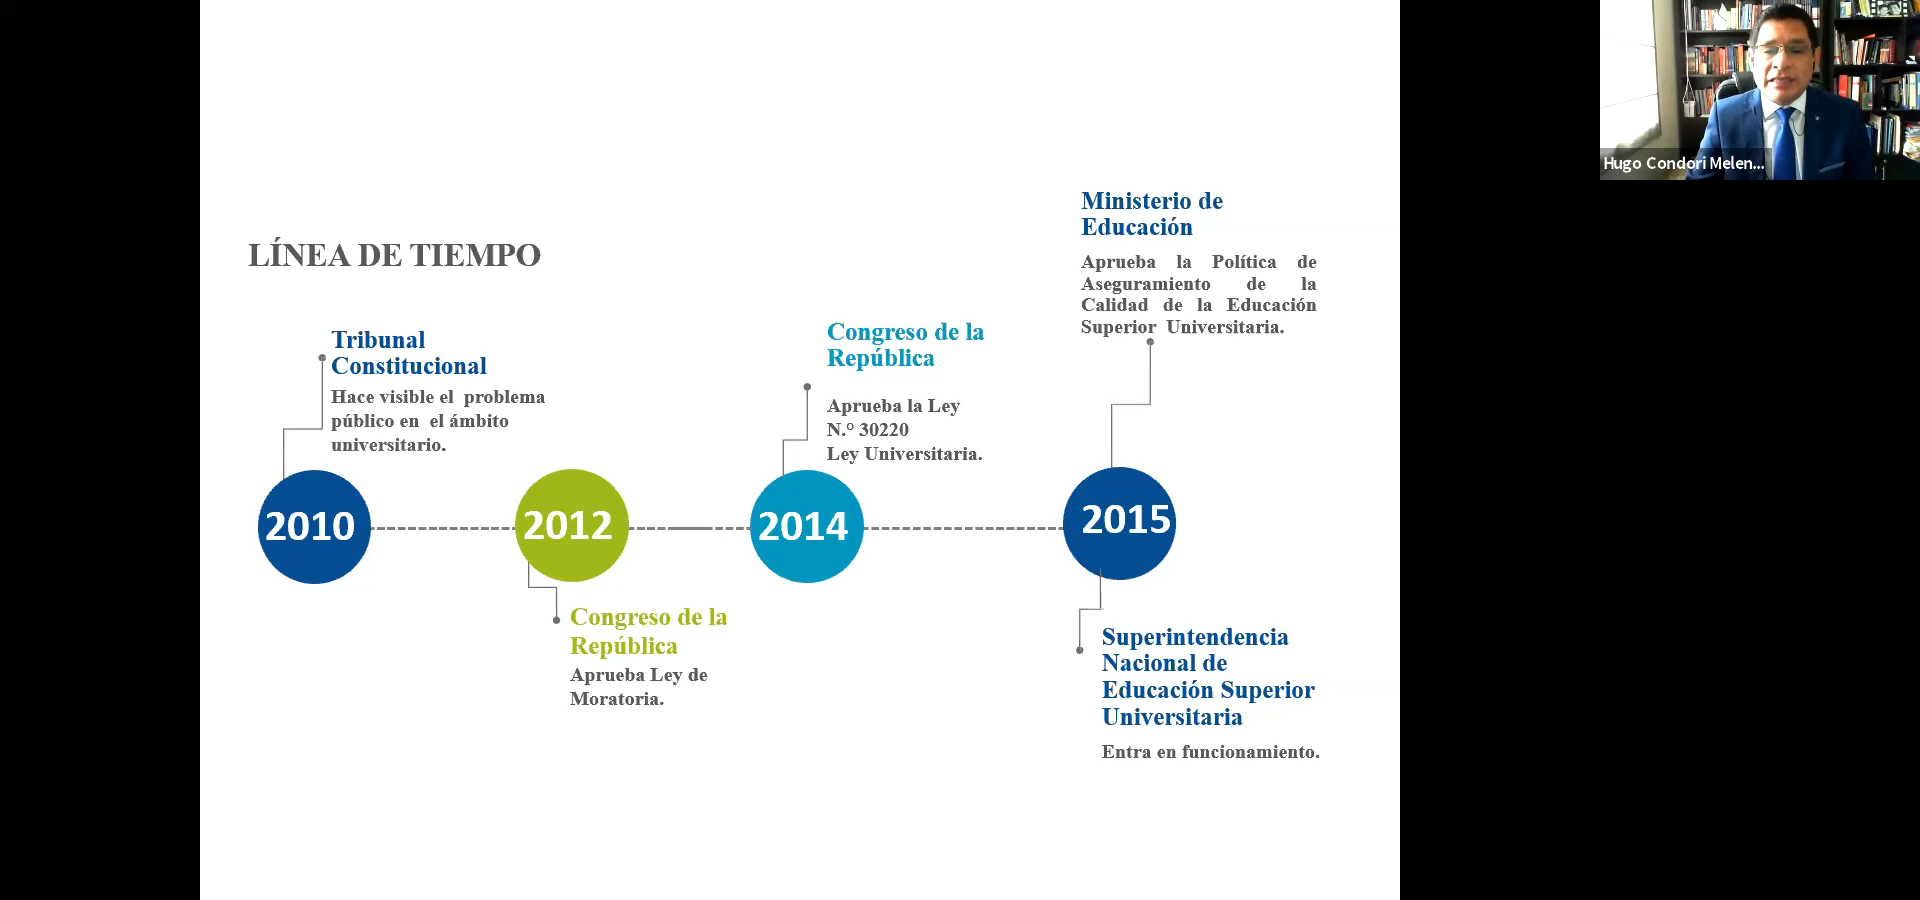 LÍNEA DE TIEMPO
Tribunal
Constitucional
Hace visible el problema
público en el ámbito
universitario.
2010
2012
Congreso de la
República
Aprueba Ley de
Moratoria.
Congreso de la
República
Aprueba la Ley
N.° 30220
Ley Universitaria.
2014
Ministerio de
Educación
Aprueba la Política de
Aseguramiento de la
Calidad de la Educación
Superior Universitaria.
2015
Superintendencia
Nacional de
Educación Superior
Universitaria
Entra en funcionamiento.
Hugo Condori Melen...